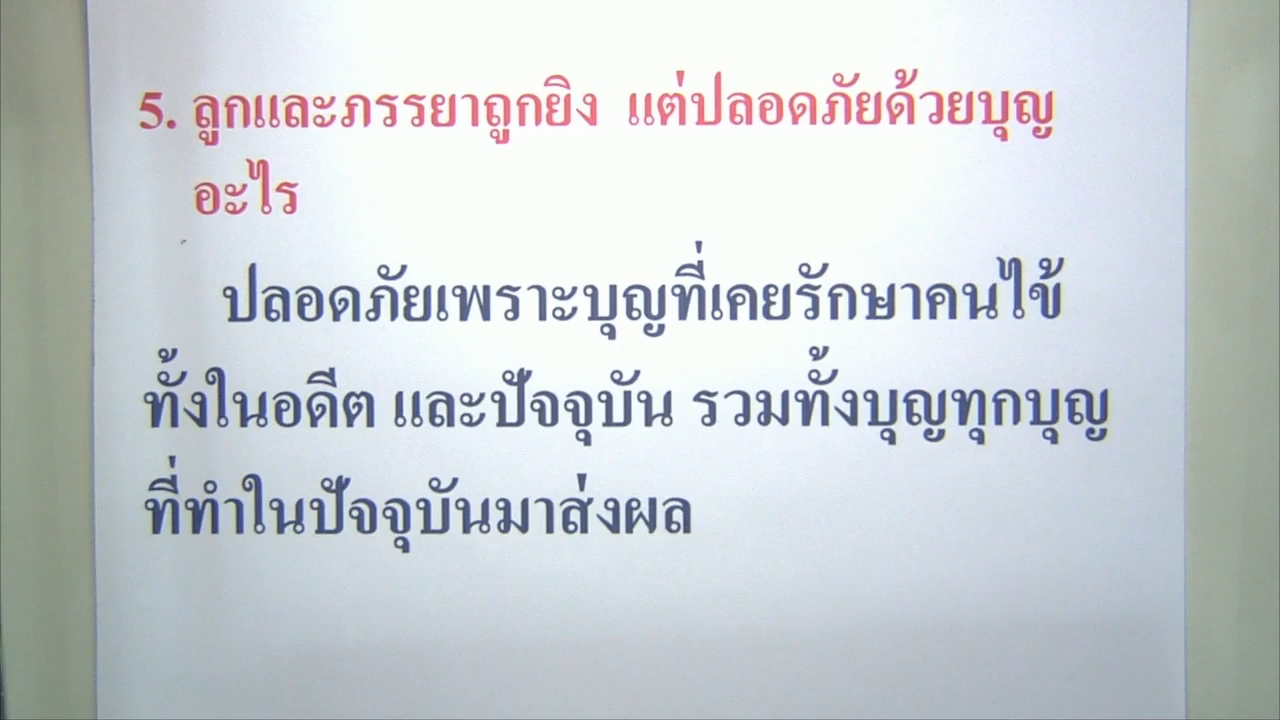 5. ลูกและภรรยาถูกยิง แต่ปลอดภัยด้วยบุญ
อะไร
ปลอดภัยเพราะบุญที่เคยรักษาคนไข้
ทั้งในอดีต และปัจจุบัน รวมทั้งบุญทุกบุญ
ที่ทำในปัจจุบันมาส่งผล